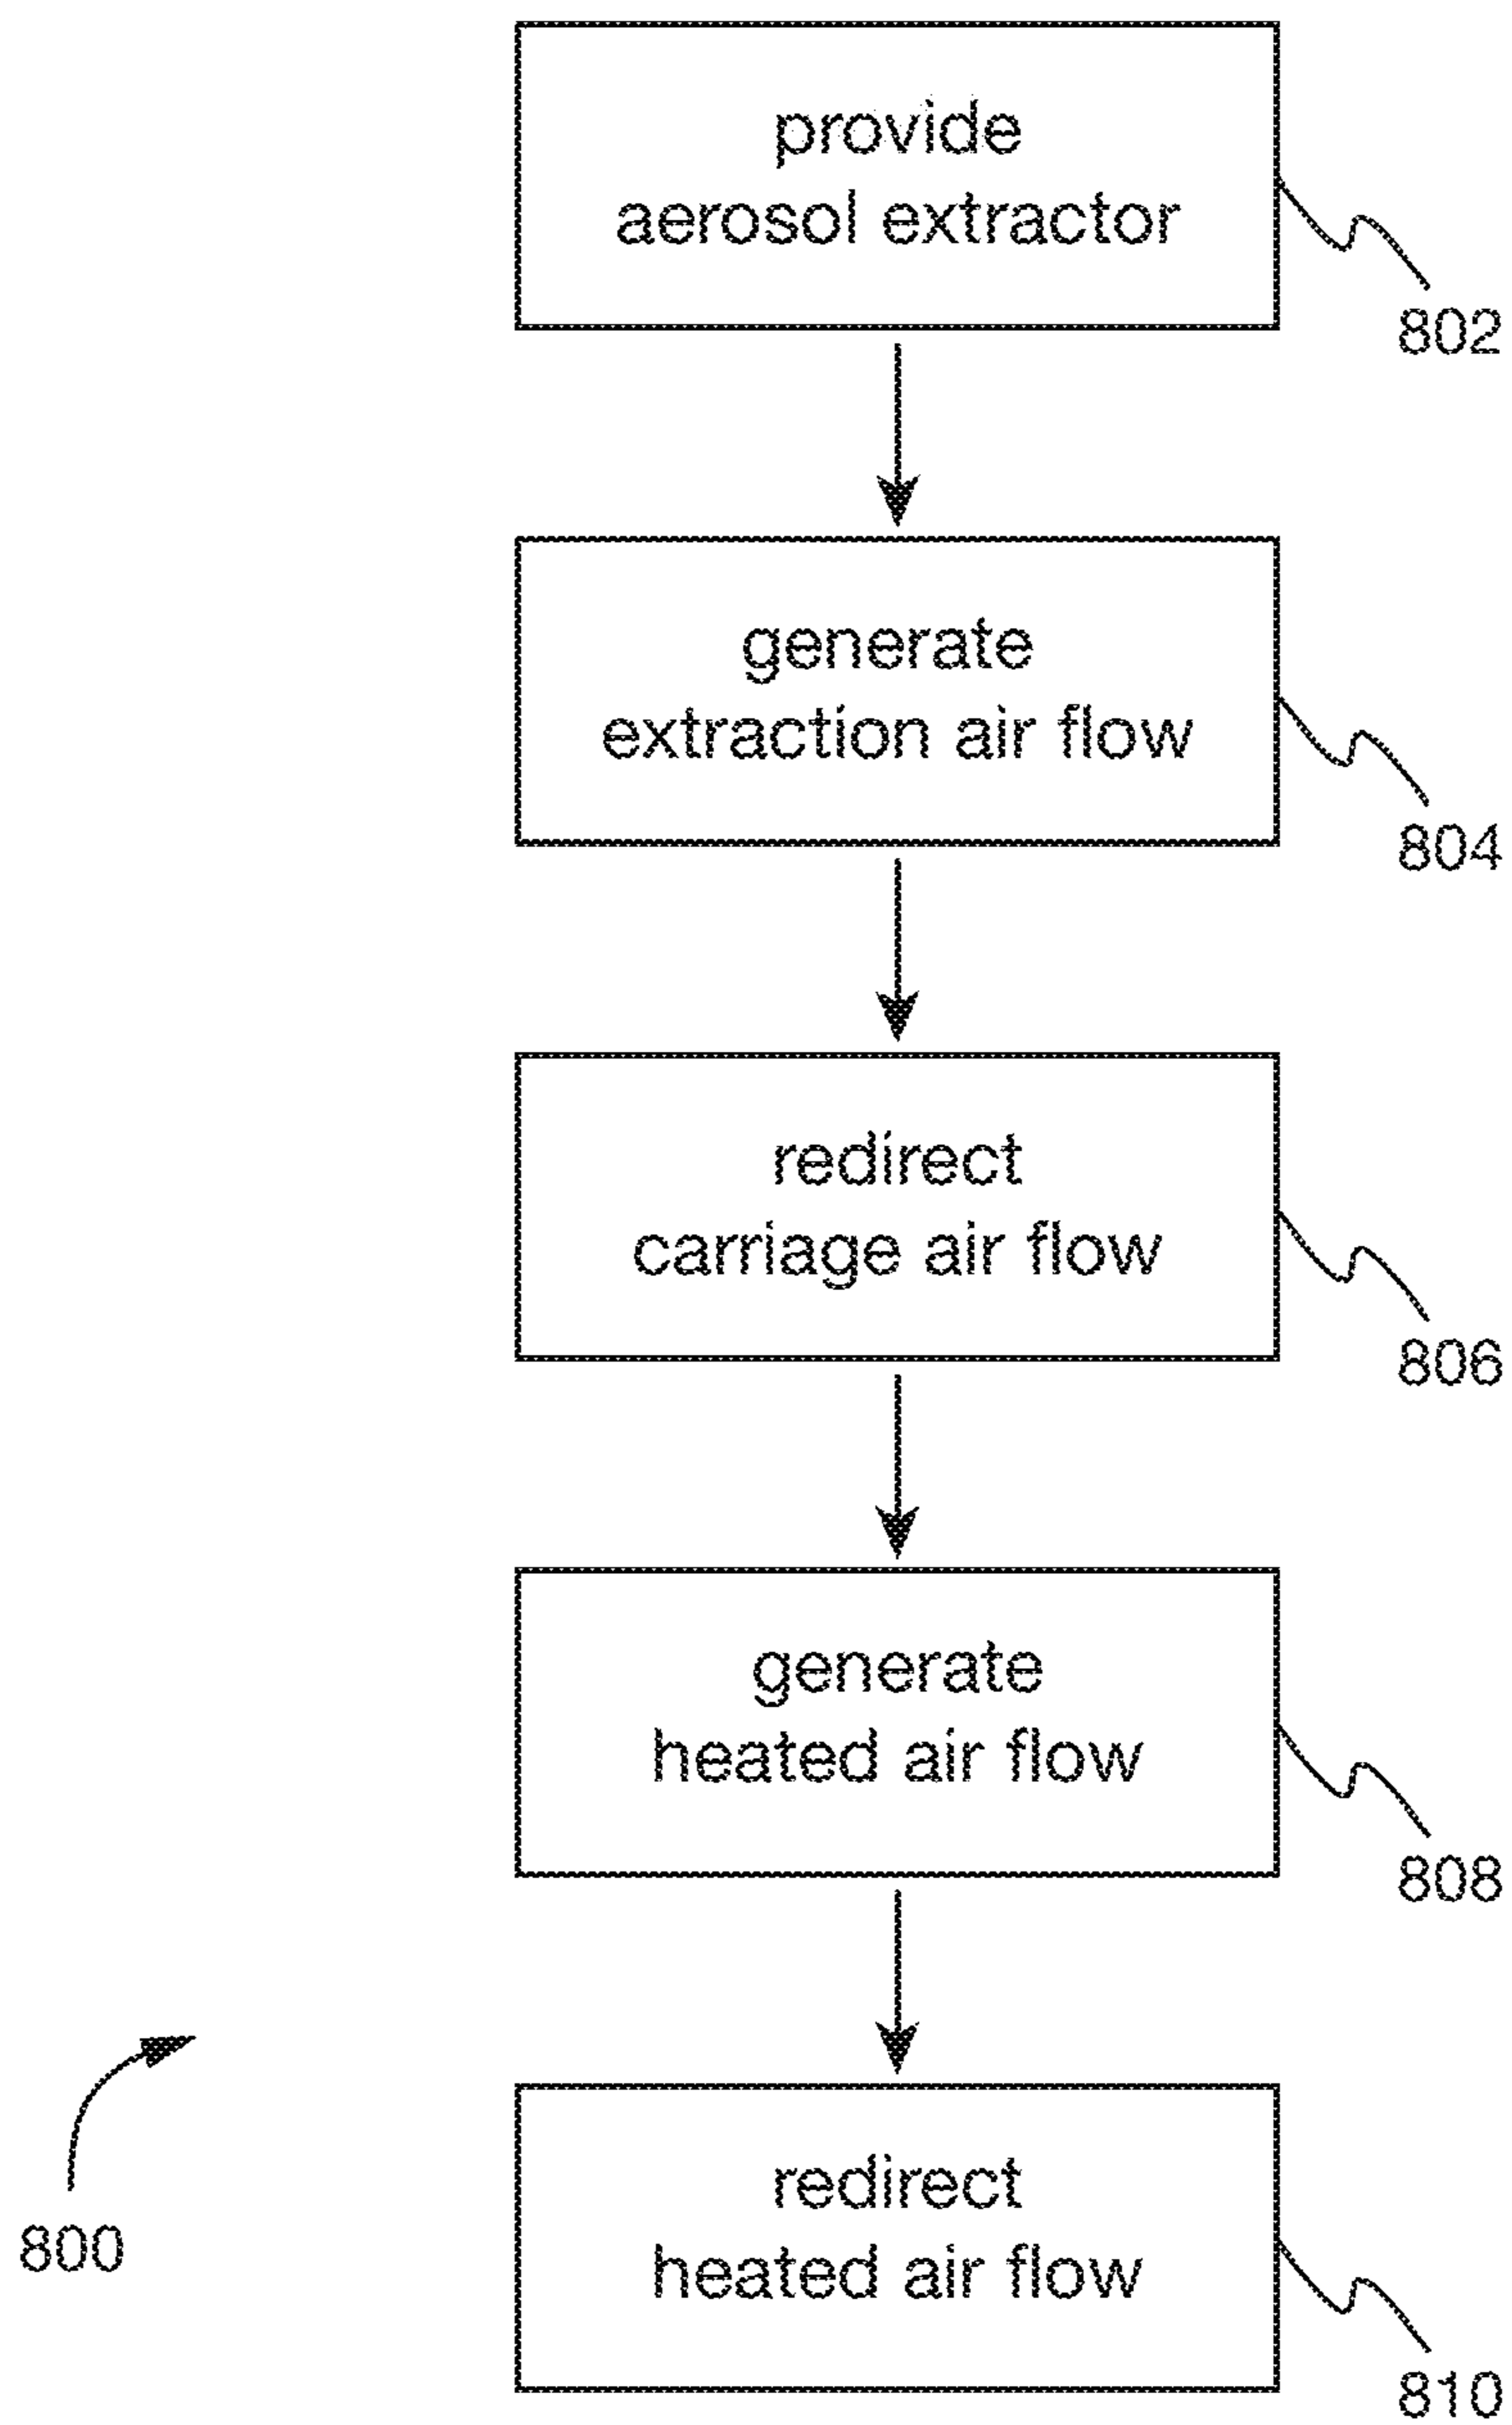 provide
aerosol extractor
802
generate
extraction air flow
804
redirect
carriage air flow
806
generate
heated air flow
808
redirect
heated air flow
800
810